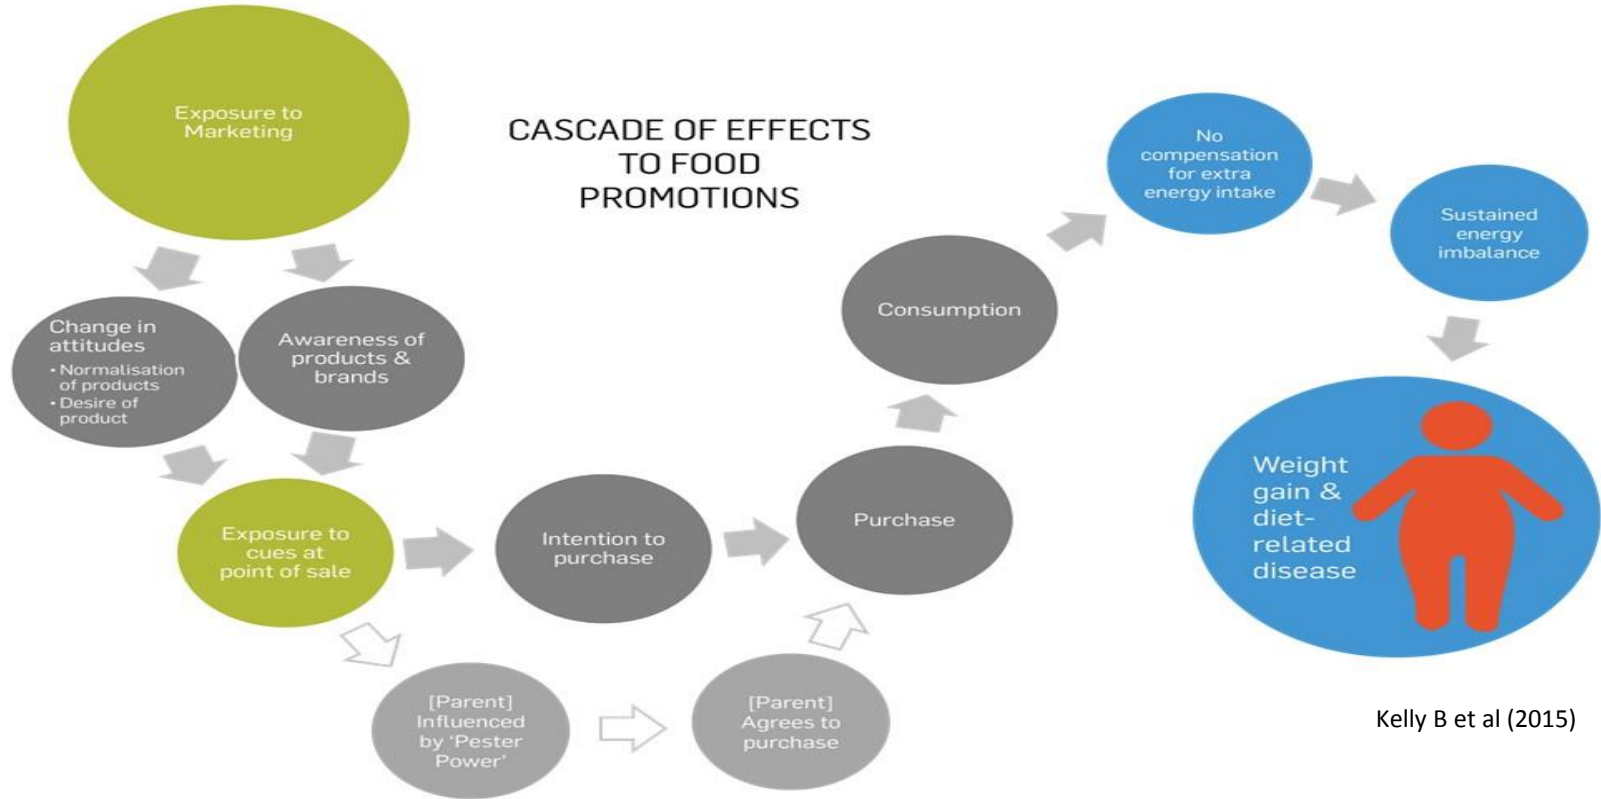 Exposure to
Marketing
CASCADE OF EFFECTS
TO FOOD
PROMOTIONS
Change in
attitudes
• Normalisation
of products
• Desire of
product
Awareness of
products &
brands
Exposure to
cues at
point of sale
Intention to
purchase
[Parent]
Influenced
by ‘Pester
Power’
[Parent]
Agrees to
purchase
Purchase
Consumption
No
compensation
for extra
energy intake
Sustained
energy
imbalance
Weight
gain &
diet-
related
disease
Kelly B et al (2015)